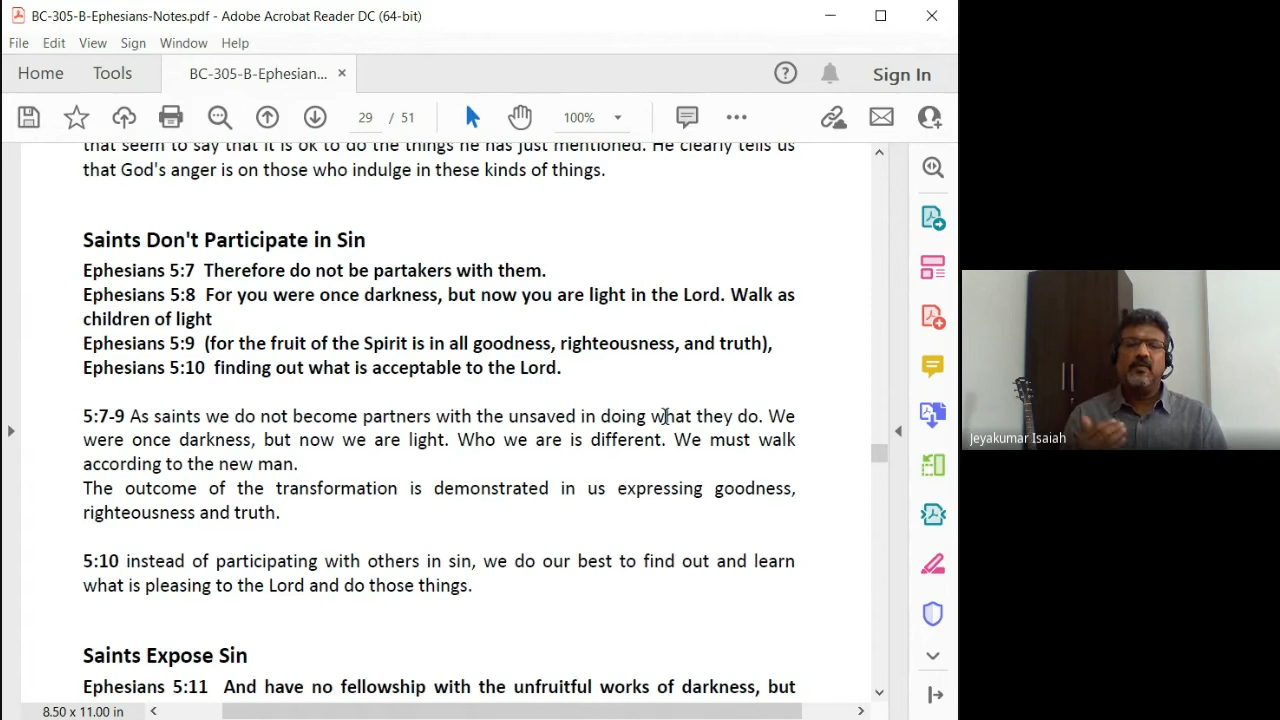 BC-305-B-Ephesians-Notes.pdf - Adobe Acrobat Reader DC (64-bit)
File Edit View Sign Window Help
Home Tools BC-305-B-Ephesian... × Sign In
29 / 51 100%
that seem to say that it is ok to do the things he has just mentioned. He clearly tells us
that God's anger is on those who indulge in these kinds of things.
Saints Don't Participate in Sin
Ephesians 5:7 Therefore do not be partakers with them.
Ephesians 5:8 For you were once darkness, but now you are light in the Lord. Walk as
children of light
Ephesians 5:9 (for the fruit of the Spirit is in all goodness, righteousness, and truth),
Ephesians 5:10 finding out what is acceptable to the Lord.
5:7-9 As saints we do not become partners with the unsaved in doing what they do. We
were once darkness, but now we are light. Who we are is different. We must walk
according to the new man.
The outcome of the transformation is demonstrated in us expressing goodness,
righteousness and truth.
5:10 instead of participating with others in sin, we do our best to find out and learn
what is pleasing to the Lord and do those things.
Saints Expose Sin
Ephesians 5:11 And have no fellowship with the unfruitful works of darkness, but
8.50 x 11.00 in
Jeyakumar Isaiah